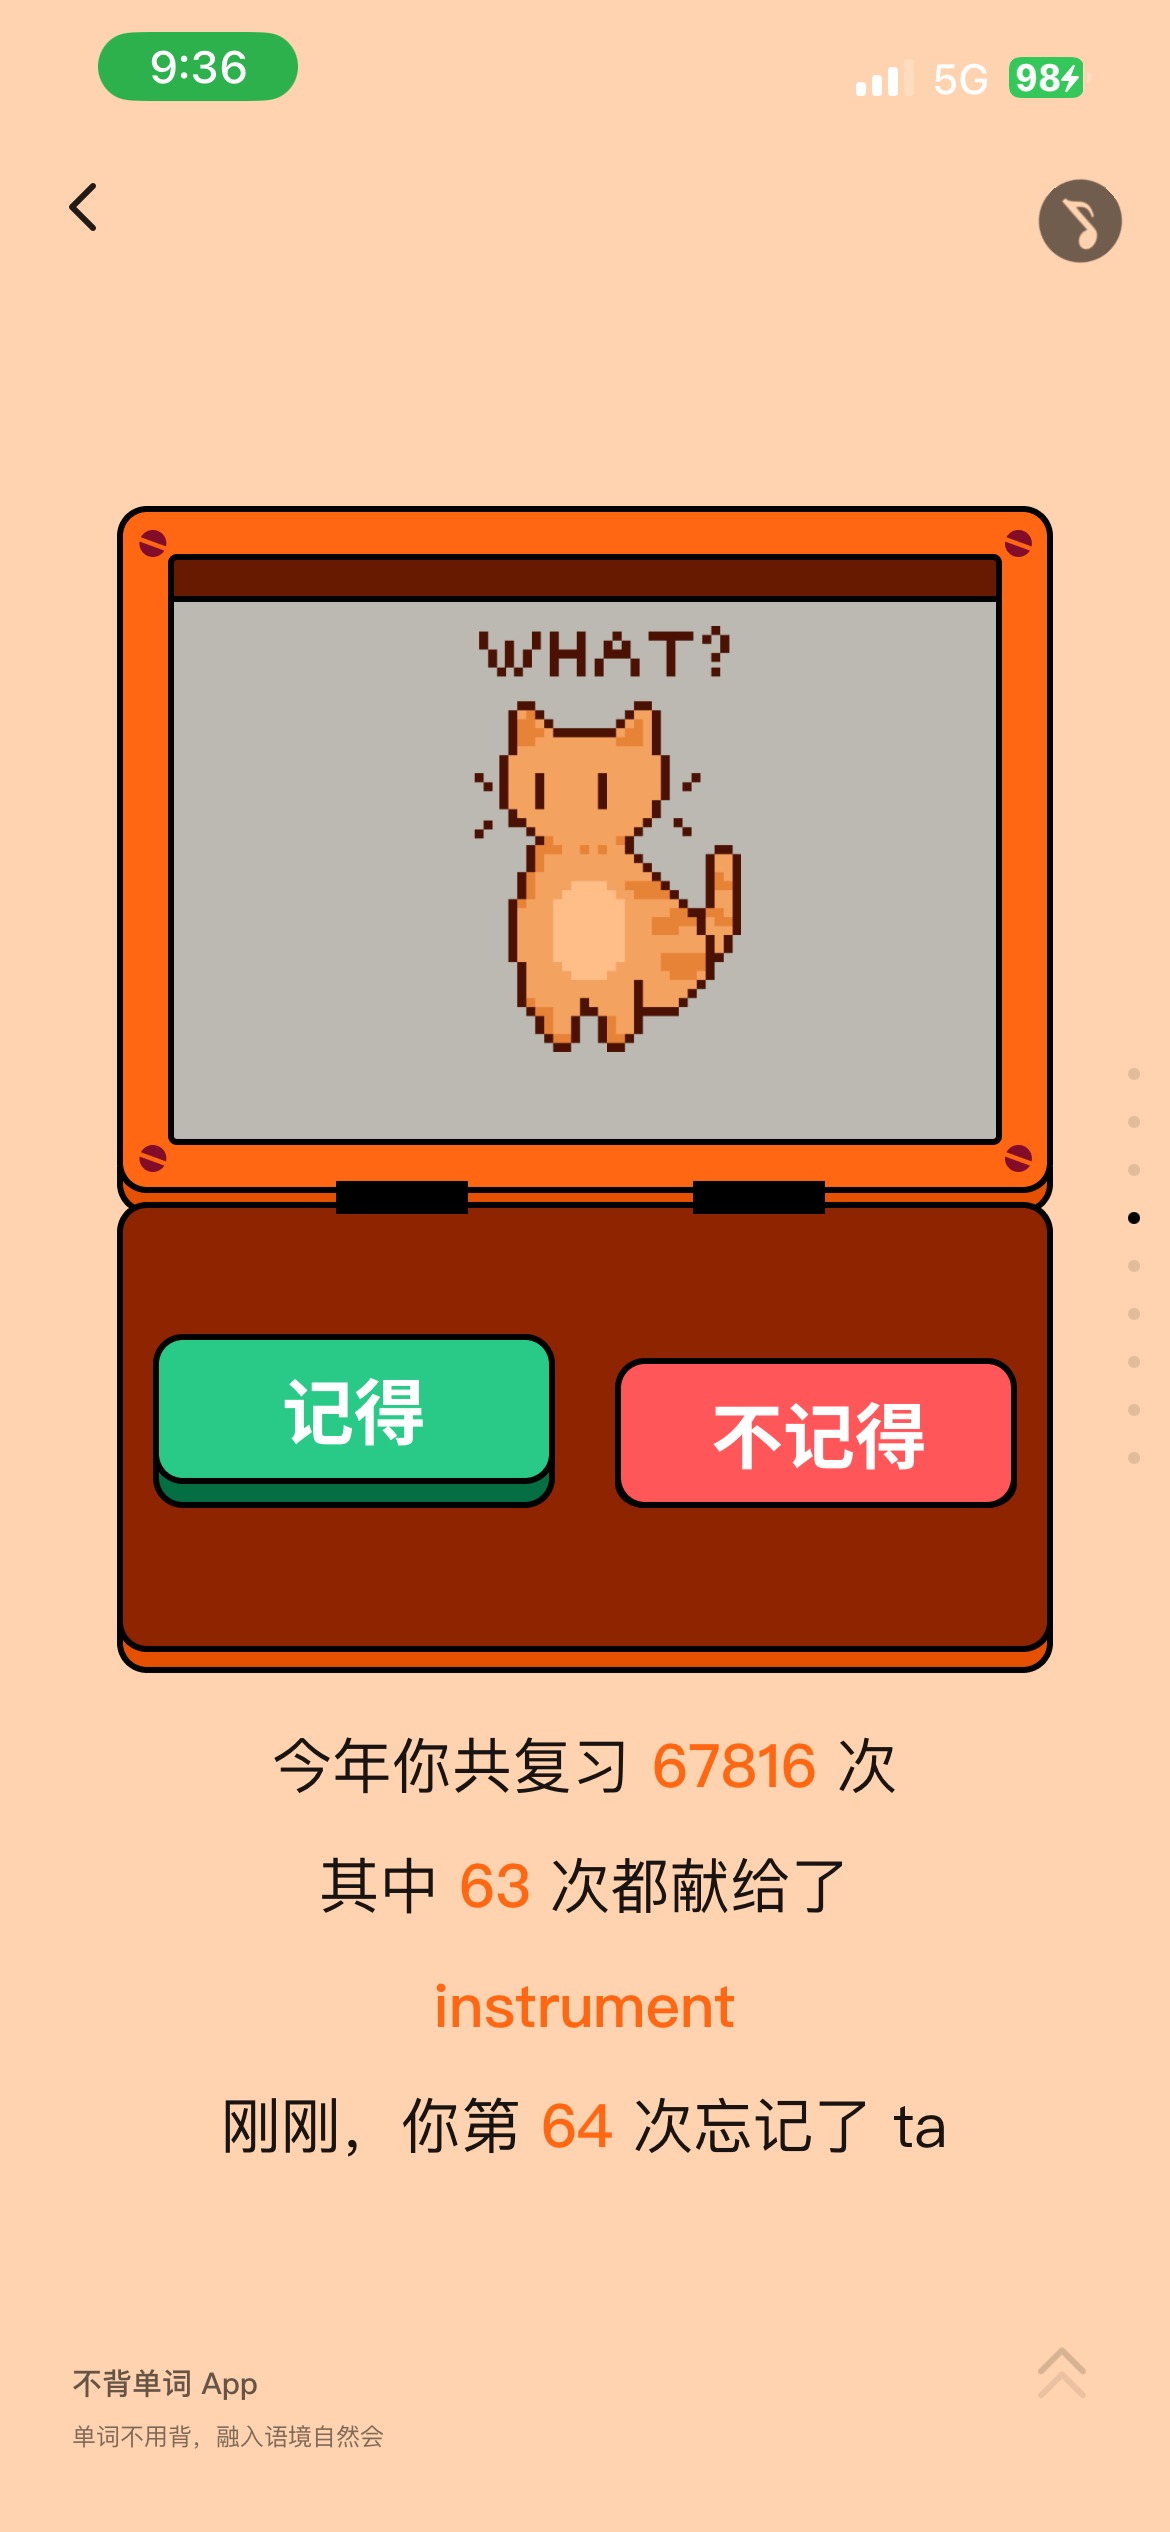 9:36
5G
98
WHAT?
记得
不记得
今年你共复习 67816 次
其中 63 次都献给了
instrument
刚刚，你第 64 次忘记了 ta
不背单词 App
单词不用背，融入语境自然会